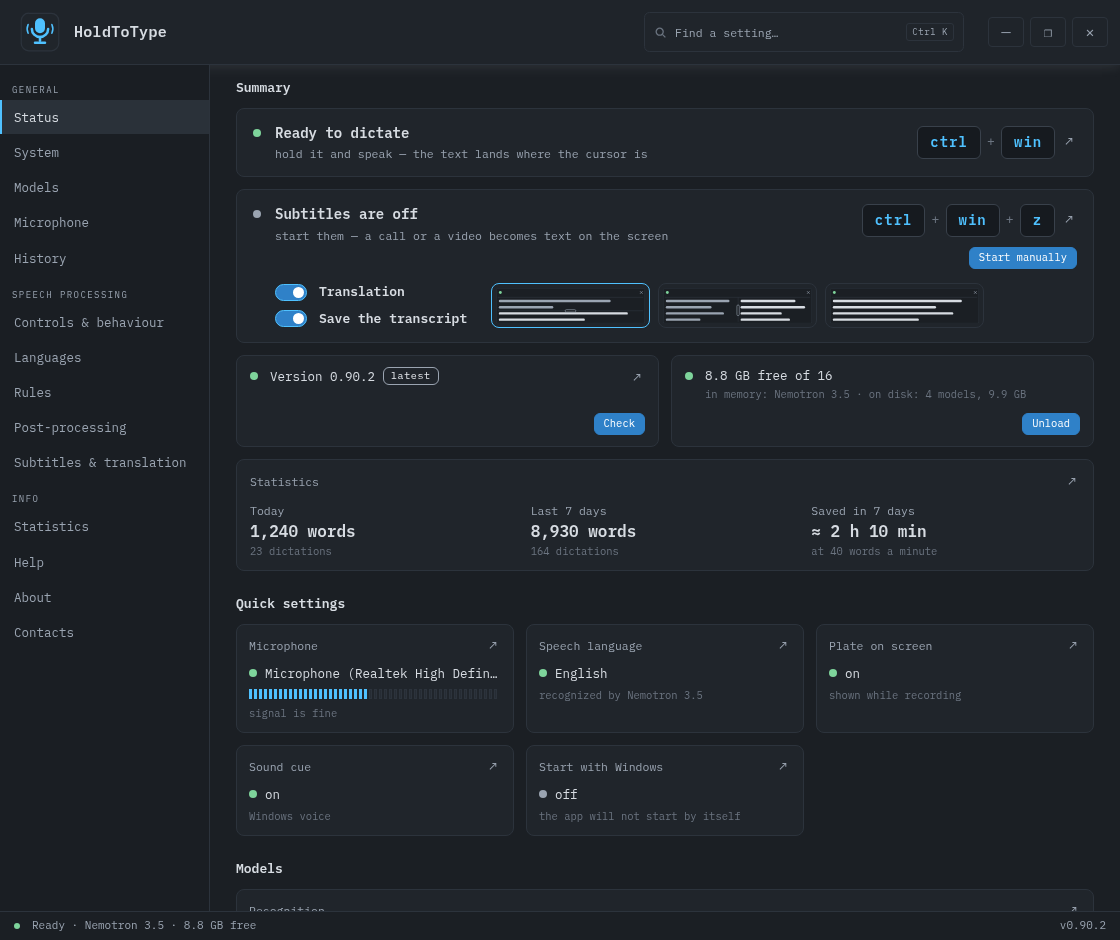 HoldToType
Find a setting…
Ctrl K
GENERAL
Status
System
Models
Microphone
History
SPEECH PROCESSING
Controls & behaviour
Languages
Rules
Post-processing
Subtitles & translation
INFO
Statistics
Help
About
Contacts
Summary
Ready to dictate
hold it and speak — the text lands where the cursor is
ctrl + win ↗
Subtitles are off
start them — a call or a video becomes text on the screen
ctrl + win + z ↗
Start manually
Translation
Save the transcript
Version 0.90.2 latest ↗
Check
8.8 GB free of 16
in memory: Nemotron 3.5 · on disk: 4 models, 9.9 GB
Unload
Statistics ↗
Today
1,240 words
23 dictations
Last 7 days
8,930 words
164 dictations
Saved in 7 days
≈ 2 h 10 min
at 40 words a minute
Quick settings
Microphone ↗
Microphone (Realtek High Defin…
signal is fine
Speech language ↗
English
recognized by Nemotron 3.5
Plate on screen ↗
on
shown while recording
Sound cue ↗
on
Windows voice
Start with Windows ↗
off
the app will not start by itself
Models
Recognition ↗
Ready · Nemotron 3.5 · 8.8 GB free
v0.90.2